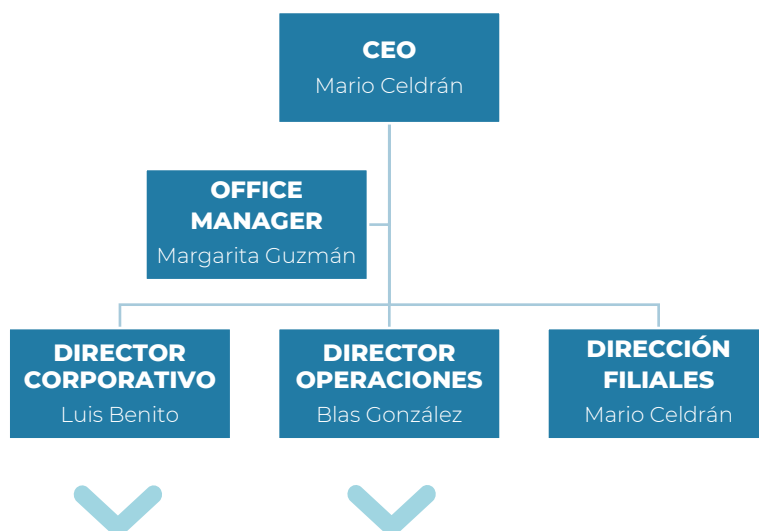 CEO
Mario Celdrán
OFFICE
MANAGER
Margarita Guzmán
DIRECTOR
CORPORATIVO
Luis Benito
DIRECTOR
OPERACIONES
Blas González
DIRECCIÓN
FILIALES
Mario Celdrán